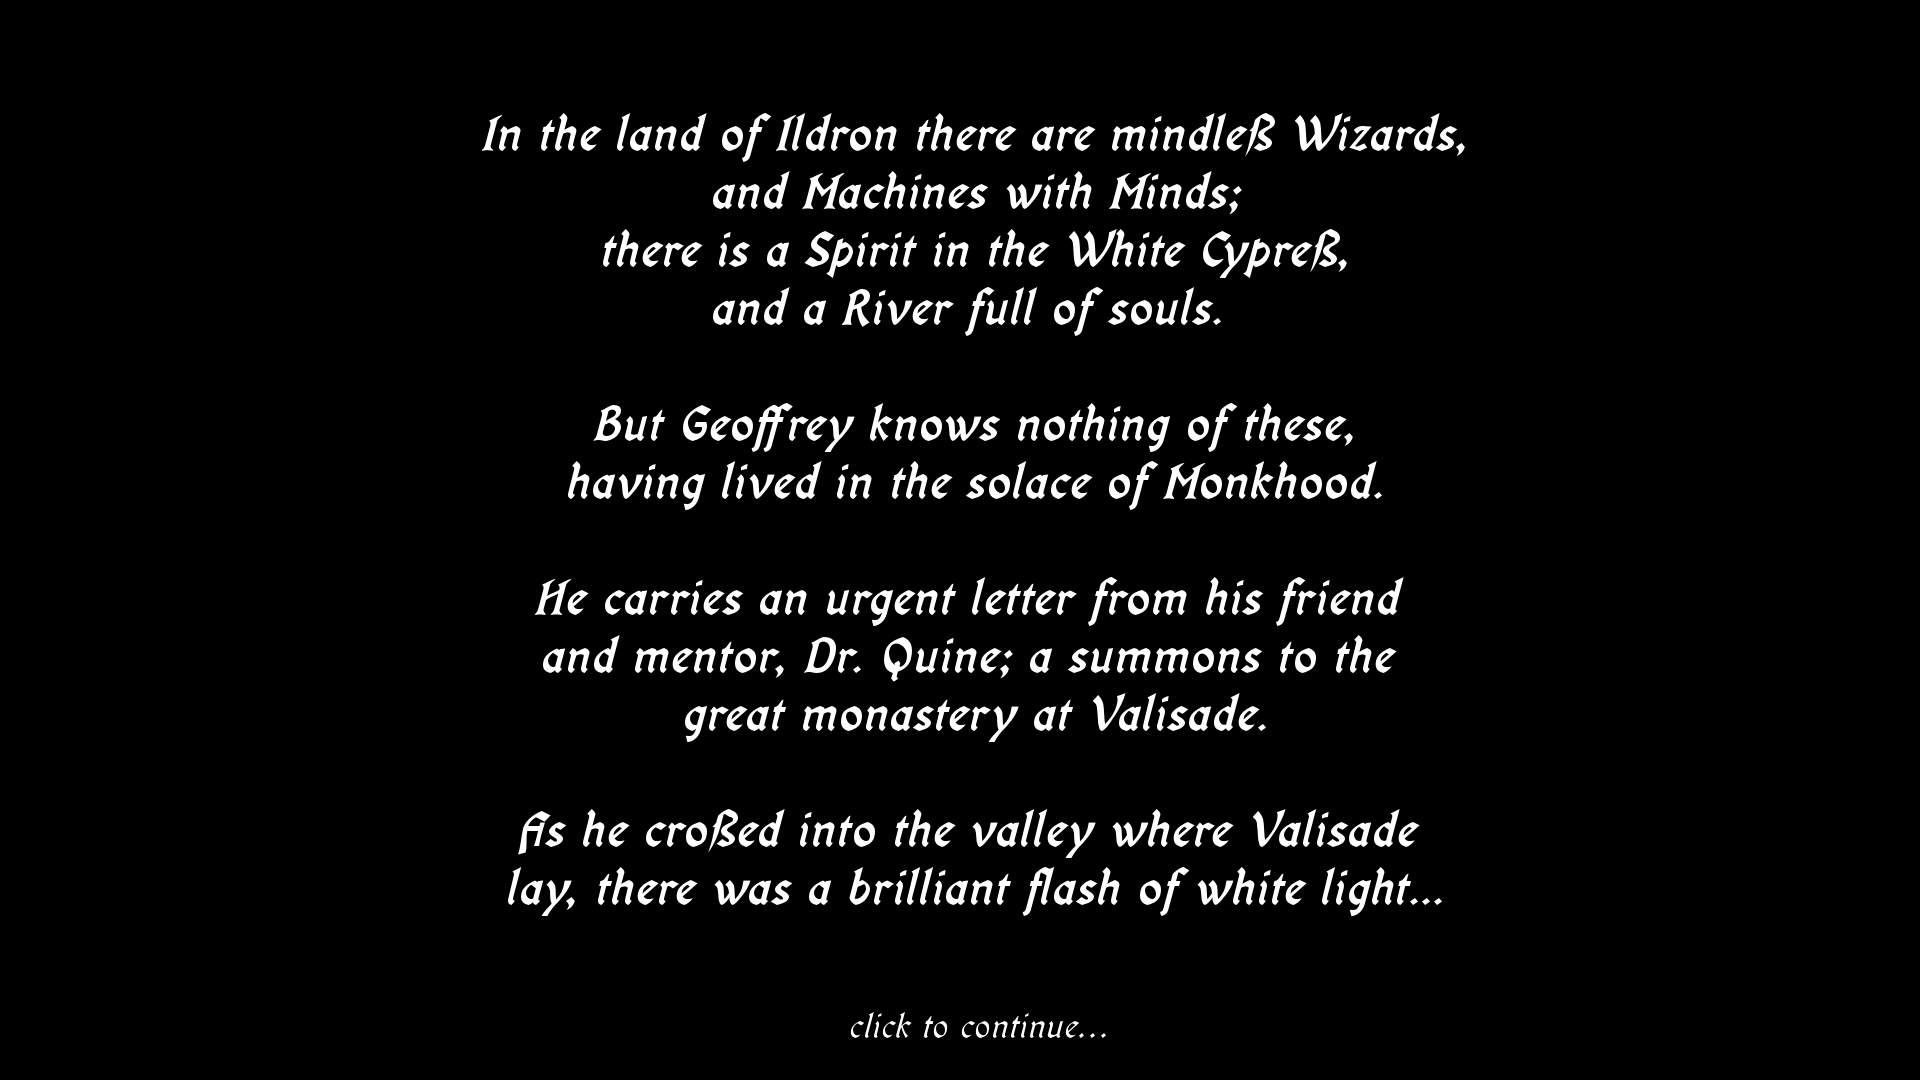 In the land of Ildron there are mindleß Wizards,
and Machines with Minds;
there is a Spirit in the White Cypreß,
and a River full of souls.
But Geoffrey knows nothing of these,
having lived in the solace of Monkhood.
He carries an urgent letter from his friend
and mentor, Dr. Quine; a summons to the
great monastery at Valisade.
As he croßed into the valley where Valisade
lay, there was a brilliant flash of white light...
click to continue...